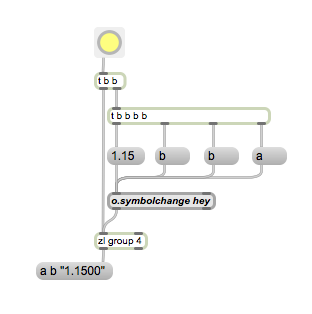 t b b
t b b b b
1.15
b
b
a
o.symbolchange hey
zl group 4
a b "1.1500"